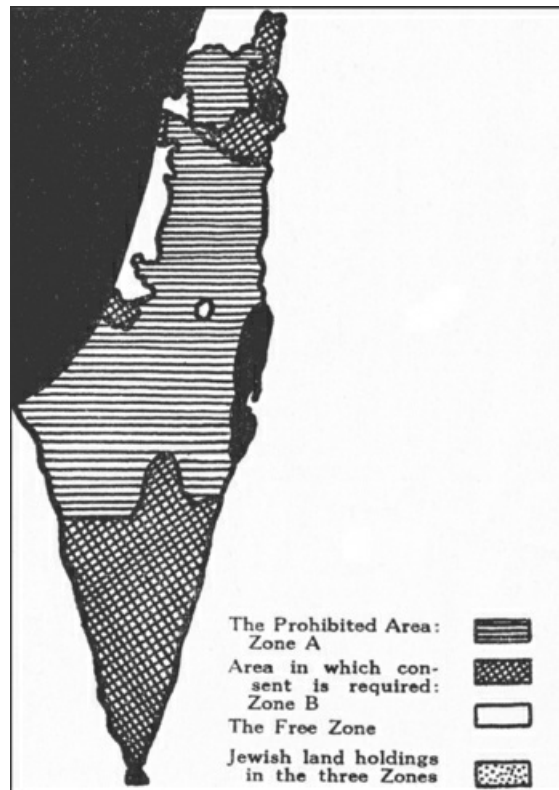 The Prohibited Area:
Zone A
Area in which con-
sent is required:
Zone B
The Free Zone
Jewish land holdings
in the three Zones